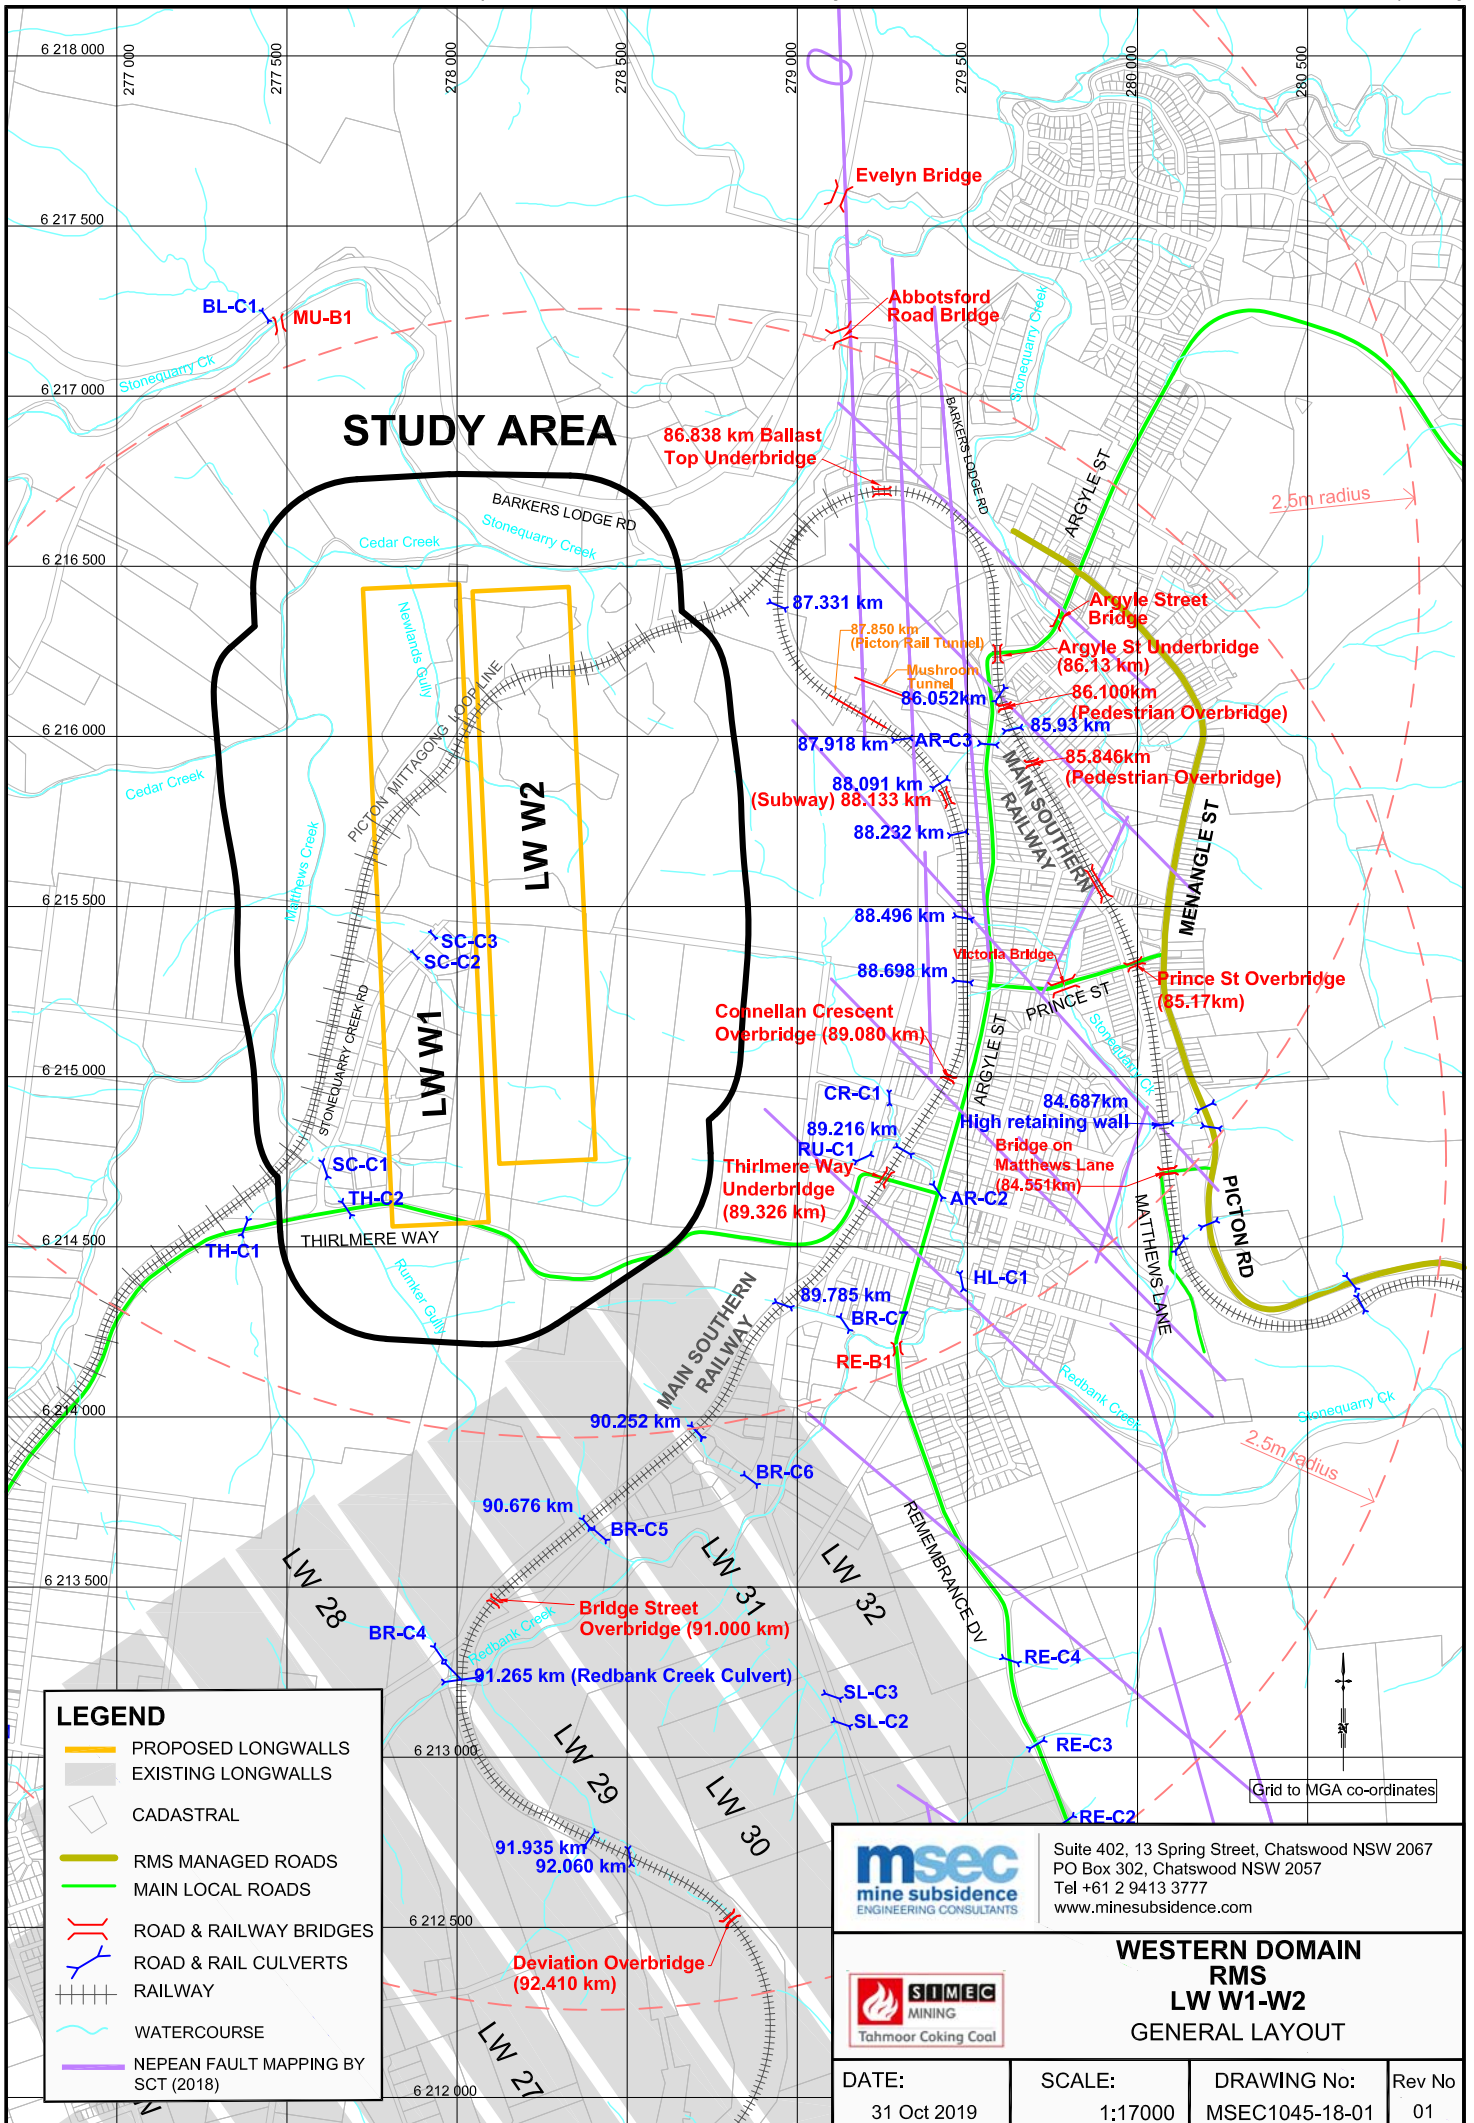 6 218 000
277 000
277 500
278 000
278 500
279 000
279 500
280 000
280 500
Evelyn Bridge
6 217 500
BL-C1
MU-B1
Abbotsford
Road Bridge
Stonequarry Creek
Stonequarry Ck
6 217 000
STUDY AREA
BARKERS LODGE RD
86.838 km Ballast
Top Underbridge
ARGYLE ST
2.5m radius
BARKERS LODGE RD
Stonequarry Creek
Cedar Creek
6 216 500
Newlands Gully
87.331 km
Argyle Street
Bridge
87.850 km
(Picton Rail Tunnel)
Argyle St Underbridge
(86.13 km)
Mushroom
Tunnel
86.052km
86.100km
(Pedestrian Overbridge)
PICTON MITTAGONG LOOP LINE
6 216 000
87.918 km
AR-C3
85.93 km
85.846km
(Pedestrian Overbridge)
Cedar Creek
88.091 km
(Subway) 88.133 km
MAIN SOUTHERN
RAILWAY
LW W2
88.232 km
MENANGLE ST
Matthews Creek
6 215 500
88.496 km
SC-C3
SC-C2
Victoria Bridge
88.698 km
Prince St Overbridge
(85.17km)
PRINCE ST
STONEQUARRY CREEK RD
Connellan Crescent
Overbridge (89.080 km)
LW W1
ARGYLE ST
Stonequarry Ck
6 215 000
CR-C1
84.687km
High retaining wall
89.216 km
RU-C1
Bridge on
Matthews Lane
(84.551km)
SC-C1
Thirlmere Way
Underbridge
(89.326 km)
TH-C2
AR-C2
PICTON RD
MATTHEWS LANE
TH-C1
THIRLMERE WAY
6 214 500
Rumker Gully
HL-C1
MAIN SOUTHERN
RAILWAY
89.785 km
BR-C7
RE-B1
Redbank Creek
Stonequarry Ck
6 214 000
90.252 km
2.5m radius
BR-C6
90.676 km
BR-C5
REMEMBRANCE DV
LW 28
LW 31
LW 32
6 213 500
Bridge Street
Overbridge (91.000 km)
BR-C4
Redbank Creek
RE-C4
91.265 km (Redbank Creek Culvert)
SL-C3
SL-C2
RE-C3
LW 29
6 213 000
N
Grid to MGA co-ordinates
LW 30
RE-C2
91.935 km
92.060 km
6 212 500
Deviation Overbridge
(92.410 km)
LW 27
6 212 000
LEGEND
PROPOSED LONGWALLS
EXISTING LONGWALLS
CADASTRAL
RMS MANAGED ROADS
MAIN LOCAL ROADS
ROAD & RAILWAY BRIDGES
ROAD & RAIL CULVERTS
RAILWAY
WATERCOURSE
NEPEAN FAULT MAPPING BY
SCT (2018)
msec
mine subsidence
ENGINEERING CONSULTANTS
Suite 402, 13 Spring Street, Chatswood NSW 2067
PO Box 302, Chatswood NSW 2057
Tel +61 2 9413 3777
www.minesubsidence.com
SIMEC
MINING
Tahmoor Coking Coal
WESTERN DOMAIN
RMS
LW W1-W2
GENERAL LAYOUT
DATE:
31 Oct 2019
SCALE:
1:17000
DRAWING No:
MSEC1045-18-01
Rev No
01